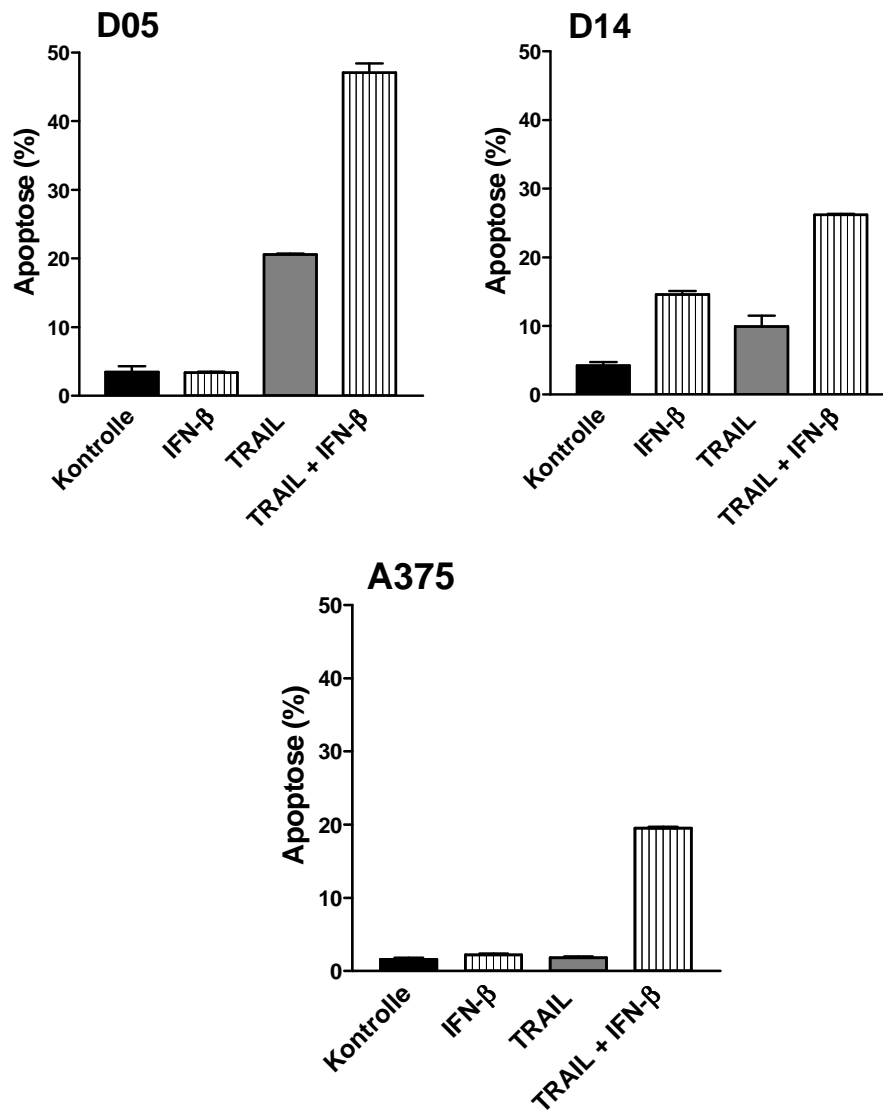 D05
Apoptose (%)
50
40
30
20
10
0
Kontrolle
IFN-β
TRAIL
TRAIL + IFN-β
D14
Apoptose (%)
50
40
30
20
10
0
Kontrolle
IFN-β
TRAIL
TRAIL + IFN-β
A375
Apoptose (%)
50
40
30
20
10
0
Kontrolle
IFN-β
TRAIL
TRAIL + IFN-β